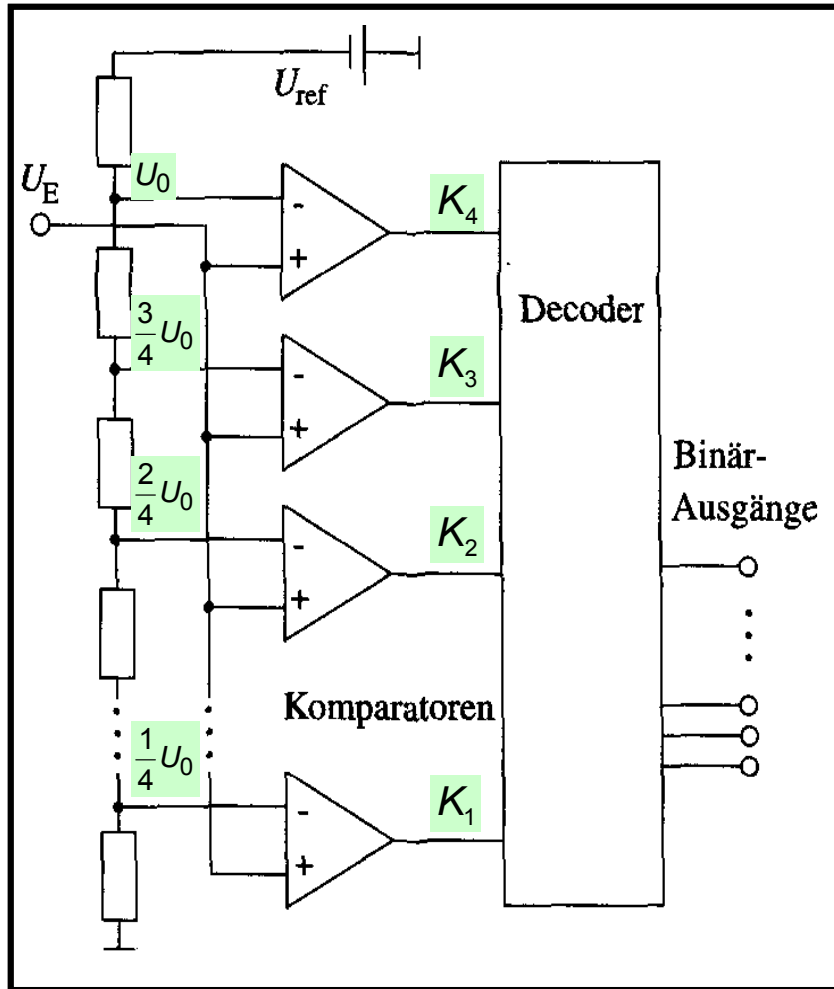 U_ref
U_E
U_0
-
+
K_4
Decoder
3/4 U_0
-
+
K_3
2/4 U_0
-
+
K_2
Binär-
Ausgänge
Komparatoren
1/4 U_0
-
+
K_1